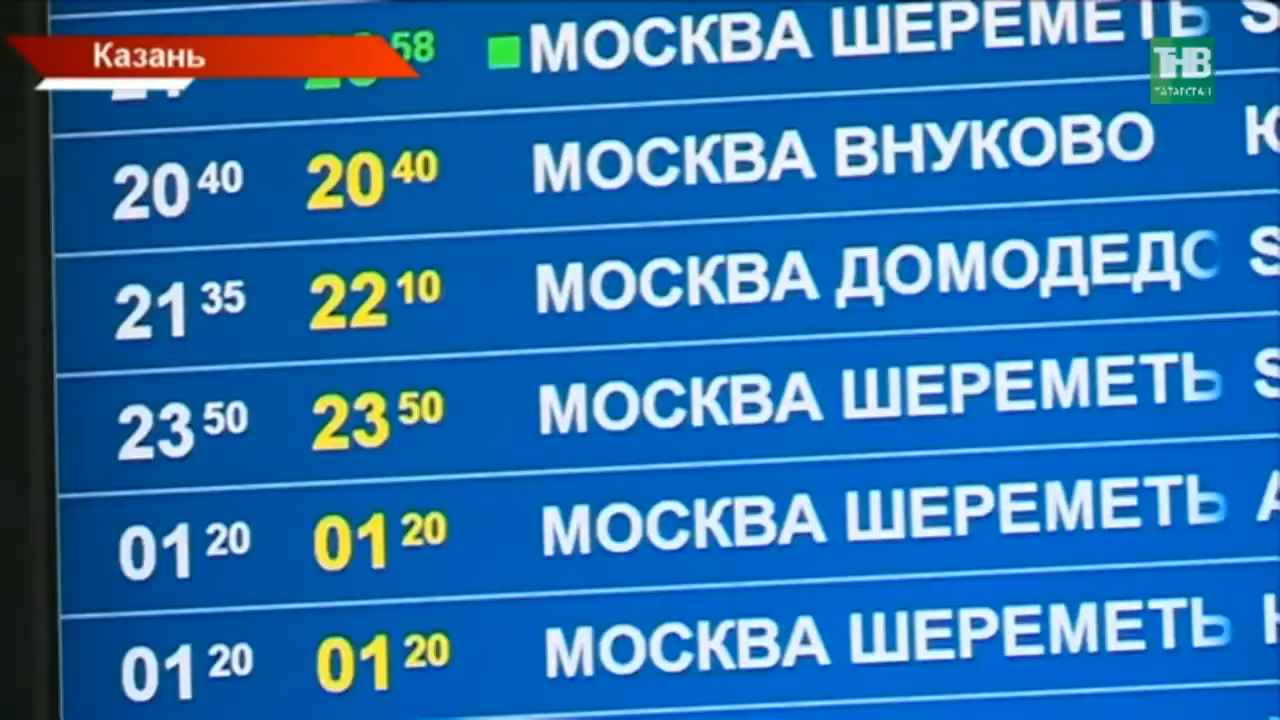 Казань
58 МОСКВА ШЕРЕМЕТЬ S
ТНВ
ТАТАРСТАН
20 40 20 40 МОСКВА ВНУКОВО Ю
21 35 22 10 МОСКВА ДОМОДЕДО S
23 50 23 50 МОСКВА ШЕРЕМЕТЬ S
01 20 01 20 МОСКВА ШЕРЕМЕТЬ А
01 20 01 20 МОСКВА ШЕРЕМЕТЬ